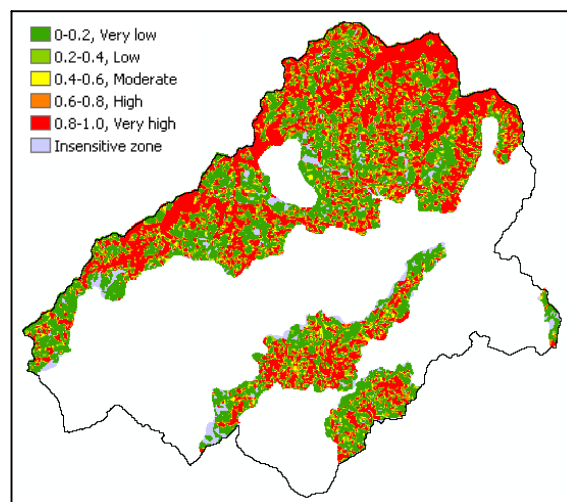 0-0.2, Very low
0.2-0.4, Low
0.4-0.6, Moderate
0.6-0.8, High
0.8-1.0, Very high
Insensitive zone